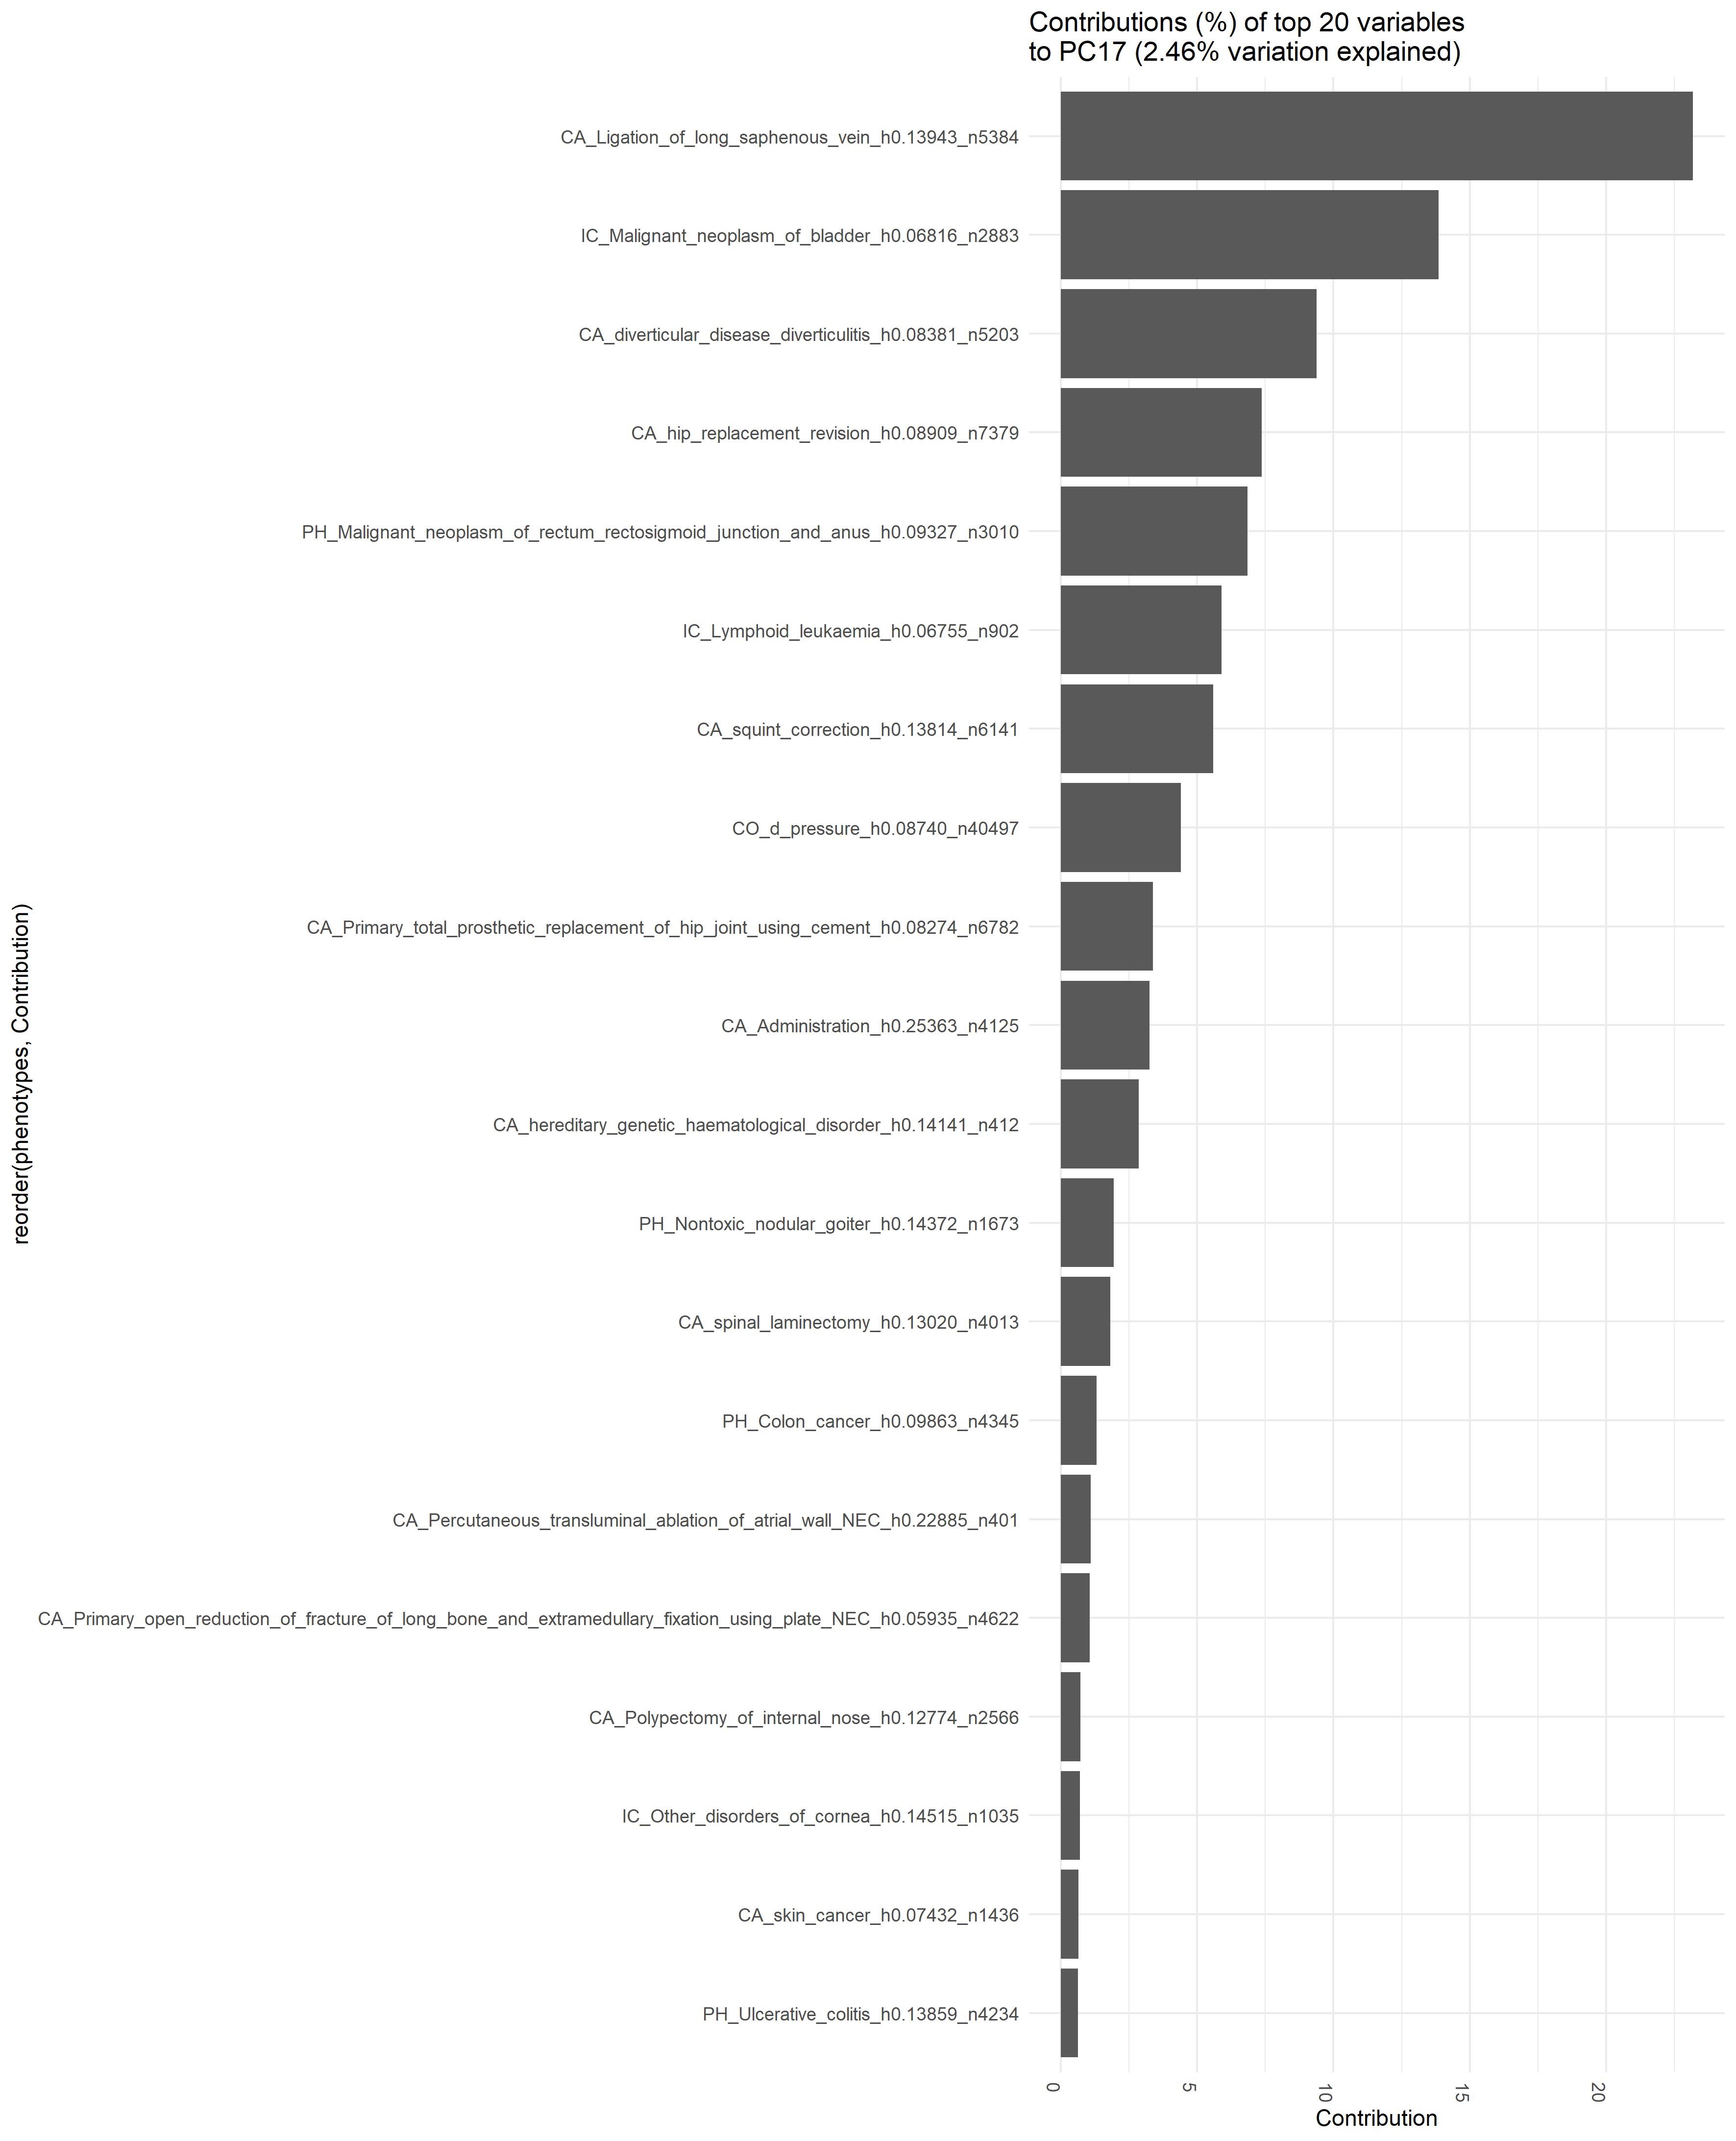 Contributions (%) of top 20 variables
to PC17 (2.46% variation explained)
CA_Ligation_of_long_saphenous_vein_h0.13943_n5384
IC_Malignant_neoplasm_of_bladder_h0.06816_n2883
CA_diverticular_disease_diverticulitis_h0.08381_n5203
CA_hip_replacement_revision_h0.08909_n7379
PH_Malignant_neoplasm_of_rectum_rectosigmoid_junction_and_anus_h0.09327_n3010
IC_Lymphoid_leukaemia_h0.06755_n902
CA_squint_correction_h0.13814_n6141
CO_d_pressure_h0.08740_n40497
CA_Primary_total_prosthetic_replacement_of_hip_joint_using_cement_h0.08274_n6782
CA_Administration_h0.25363_n4125
CA_hereditary_genetic_haematological_disorder_h0.14141_n412
PH_Nontoxic_nodular_goiter_h0.14372_n1673
CA_spinal_laminectomy_h0.13020_n4013
PH_Colon_cancer_h0.09863_n4345
CA_Percutaneous_transluminal_ablation_of_atrial_wall_NEC_h0.22885_n401
CA_Primary_open_reduction_of_fracture_of_long_bone_and_extramedullary_fixation_using_plate_NEC_h0.05935_n4622
CA_Polypectomy_of_internal_nose_h0.12774_n2566
IC_Other_disorders_of_cornea_h0.14515_n1035
CA_skin_cancer_h0.07432_n1436
PH_Ulcerative_colitis_h0.13859_n4234
reorder(phenotypes, Contribution)
0 5 10 15 20
Contribution